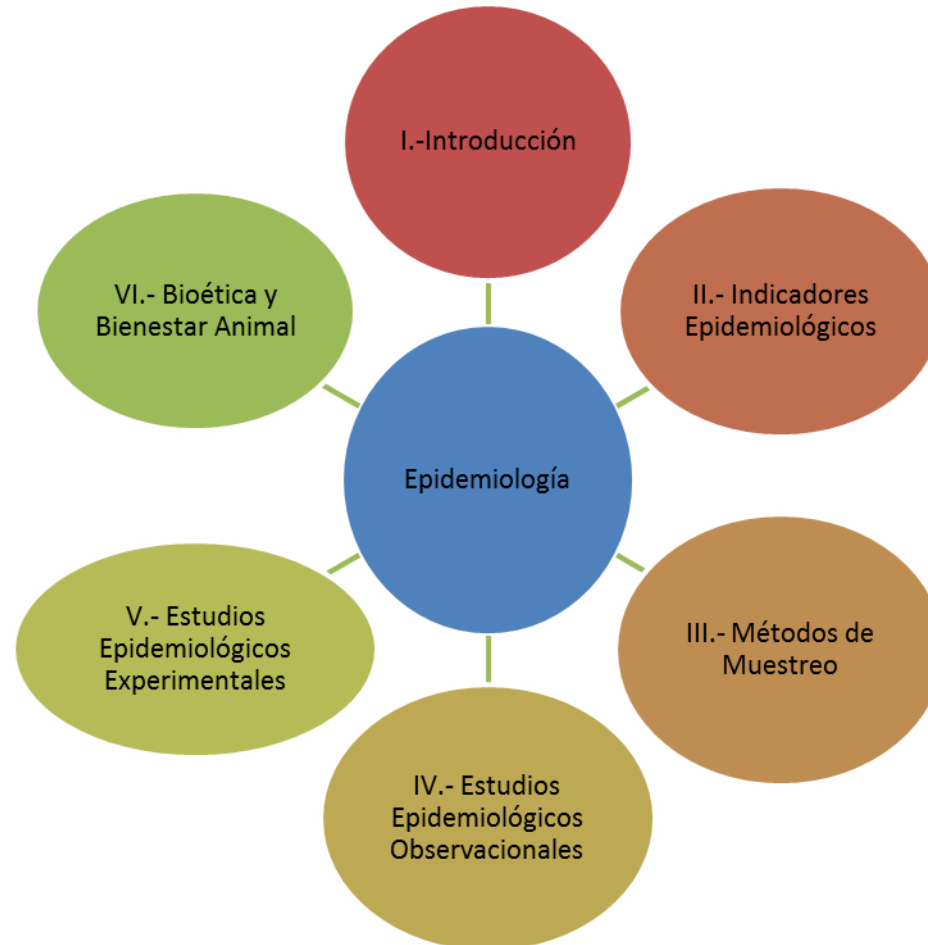 I.-Introducción
II.- Indicadores
Epidemiológicos
III.- Métodos de
Muestreo
IV.- Estudios
Epidemiológicos
Observacionales
V.- Estudios
Epidemiológicos
Experimentales
VI.- Bioética y
Bienestar Animal
Epidemiología